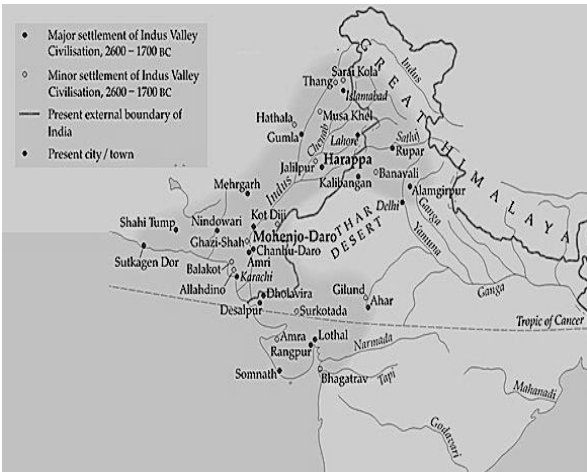 Major settlement of Indus Valley
Civilisation, 2600 – 1700 BC
Minor settlement of Indus Valley
Civilisation, 2600 – 1700 BC
Present external boundary of
India
Present city / town
GREAT HIMALAYA
Indus
Sarai Kola
Thang
Islamabad
Hathala
Musa Khel
Gumla
Chenab
Lahore
Satluj
Rupar
Jalilpur
Harappa
Banavali
Kalibangan
Mehrgarh
Indus
Alamgirpur
Delhi
Ganga
Yamuna
THAR
DESERT
Kot Diji
Shahi Tump
Nindowari
Ghazi-Shah
Mohenjo-Daro
Chanhu-Daro
Sutkagen Dor
Amri
Balakot
Karachi
Allahdino
Gilund
Ganga
Dholavira
Ahar
Desalpur
Surkotada
Tropic of Cancer
Amra
Lothal
Narmada
Rangpur
Somnath
Bhagatrav
Tapi
Mahanadi
Godavari